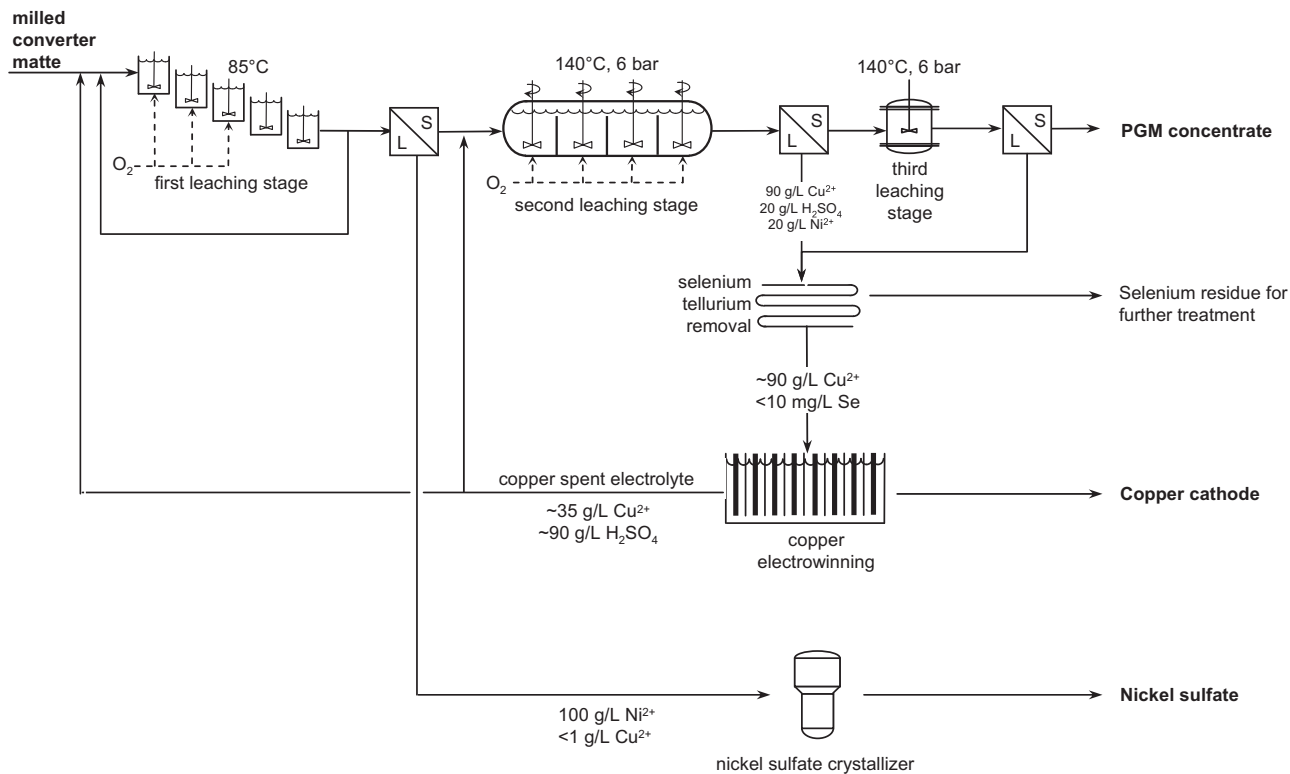 milled
converter
matte
85°C
O₂
first leaching stage
S
L
140°C, 6 bar
O₂
second leaching stage
S
L
90 g/L Cu²⁺
20 g/L H₂SO₄
20 g/L Ni²⁺
140°C, 6 bar
third
leaching
stage
S
L
PGM concentrate
selenium
tellurium
removal
Selenium residue for
further treatment
~90 g/L Cu²⁺
<10 mg/L Se
copper spent electrolyte
~35 g/L Cu²⁺
~90 g/L H₂SO₄
copper
electrowinning
Copper cathode
100 g/L Ni²⁺
<1 g/L Cu²⁺
nickel sulfate crystallizer
Nickel sulfate